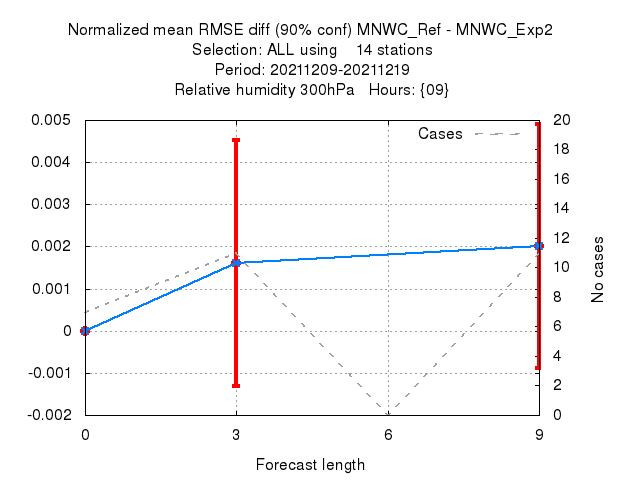 Normalized mean RMSE diff (90% conf) MNWC_Ref - MNWC_Exp2
Selection: ALL using    14 stations
Period: 20211209-20211219
Relative humidity 300hPa   Hours: {09}
Cases
0.005
0.004
0.003
0.002
0.001
0
-0.001
-0.002
20
18
16
14
12
10
8
6
4
2
0
No cases
0 3 6 9
Forecast length